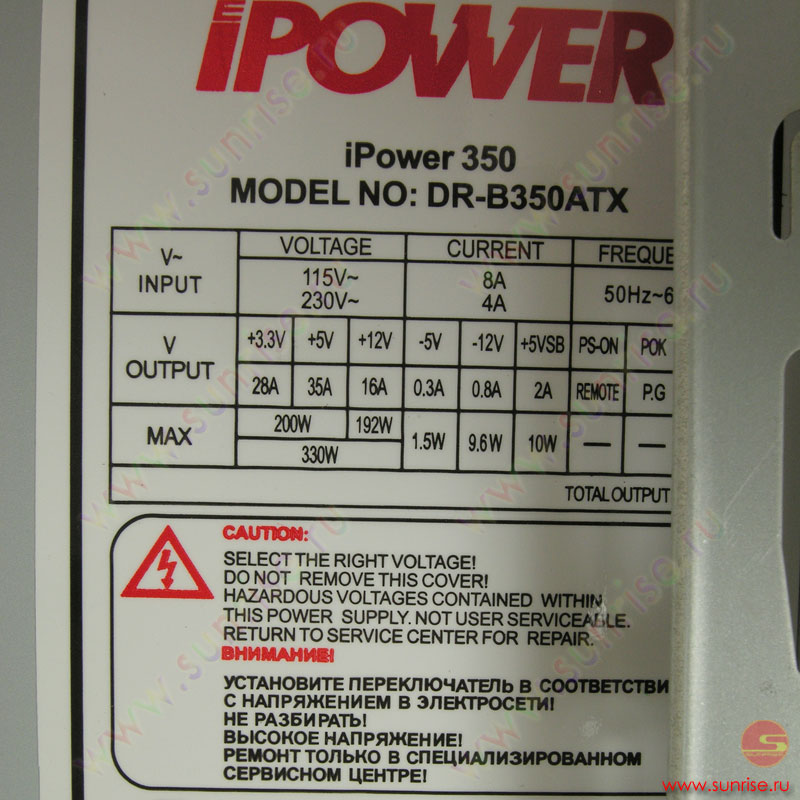 iPOWER
iPower 350
MODEL NO: DR-B350ATX
V~ INPUT VOLTAGE CURRENT
115V~ 8A 50Hz~6
230V~ 4A
V OUTPUT +3.3V +5V +12V -5V -12V +5VSB PS-ON POK
28A 35A 16A 0.3A 0.8A 2A REMOTE P.G
MAX 200W 192W 1.5W 9.6W 10W — —
330W
TOTAL OUTPUT
CAUTION:
SELECT THE RIGHT VOLTAGE!
DO NOT REMOVE THIS COVER!
HAZARDOUS VOLTAGES CONTAINED WITHIN
THIS POWER SUPPLY. NOT USER SERVICEABLE.
RETURN TO SERVICE CENTER FOR REPAIR.
ВНИМАНИЕ!
УСТАНОВИТЕ ПЕРЕКЛЮЧАТЕЛЬ В СООТВЕТСТВИ
С НАПРЯЖЕНИЕМ В ЭЛЕКТРОСЕТИ!
НЕ РАЗБИРАТЬ!
ВЫСОКОЕ НАПРЯЖЕНИЕ!
РЕМОНТ ТОЛЬКО В СПЕЦИАЛИЗИРОВАННОМ
СЕРВИСНОМ ЦЕНТРЕ!
www.sunrise.ru